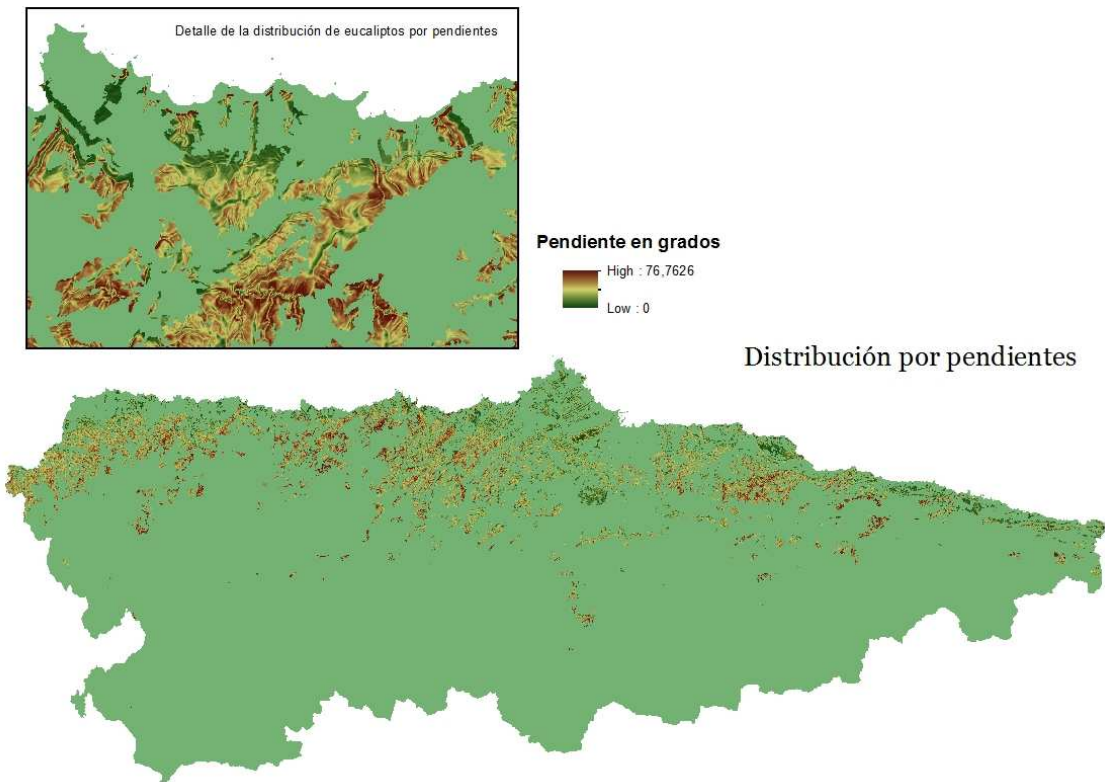 Detalle de la distribución de eucaliptos por pendientes
Pendiente en grados
High : 76,7626
Low : 0
Distribución por pendientes